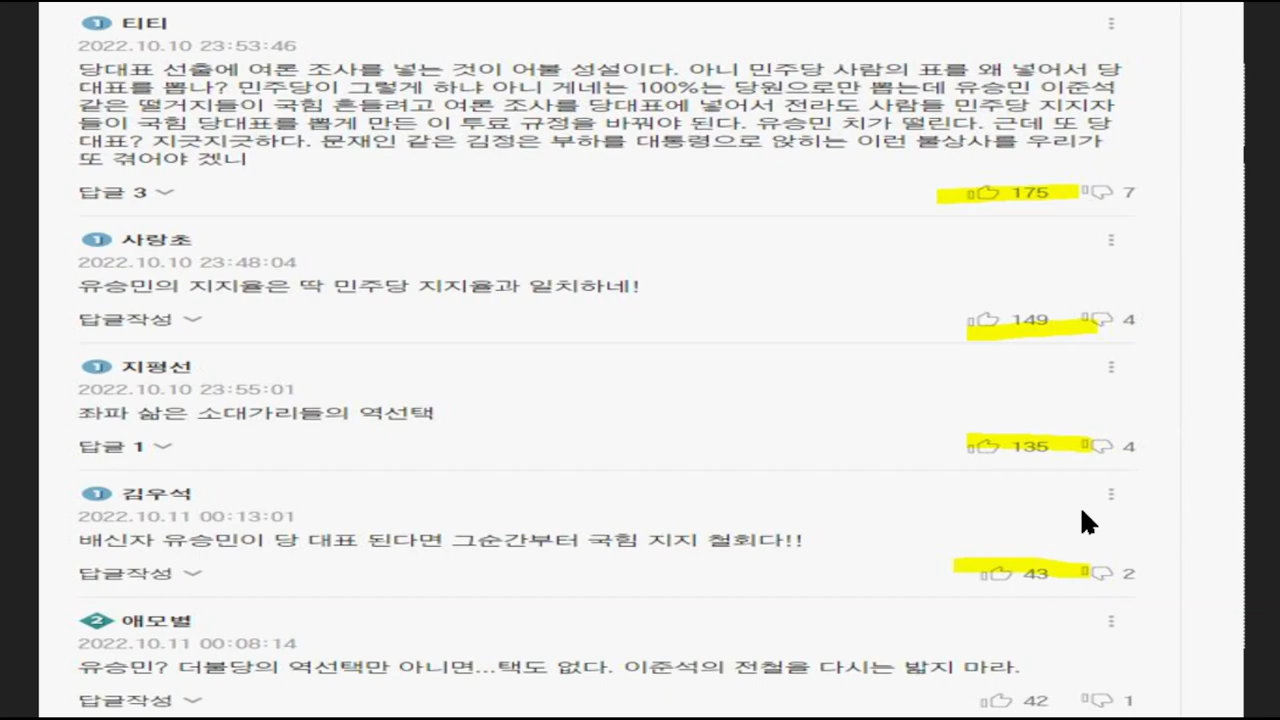 1 티티
2022.10.10 23:53:46
당대표 선출에 여론 조사를 넣는 것이 어불 성설이다. 아니 민주당 사람의 표를 왜 넣어서 당
대표를 뽑나? 민주당이 그렇게 하냐 아니 게네는 100%는 당원으로만 뽑는데 유승민 이준석
같은 떨거지들이 국힘 흔들려고 여론 조사를 당대표에 넣어서 전라도 사람들 민주당 지지자
들이 국힘 당대표를 뽑게 만든 이 투료 규정을 바꿔야 된다. 유승민 치가 떨린다. 근데 또 당
대표? 지긋지긋하다. 문재인 같은 김정은 부하를 대통령으로 앉히는 이런 불상사를 우리가
또 겪어야 겟니
답글 3 175 7
1 사랑초
2022.10.10 23:48:04
유승민의 지지율은 딱 민주당 지지율과 일치하네!
답글작성 149 4
1 지평선
2022.10.10 23:55:01
좌파 삶은 소대가리들의 역선택
답글 1 135 4
1 김우석
2022.10.11 00:13:01
배신자 유승민이 당 대표 된다면 그순간부터 국힘 지지 철회다!!
답글작성 43 2
2 애모별
2022.10.11 00:08:14
유승민? 더불당의 역선택만 아니면...택도 없다. 이준석의 전철을 다시는 밟지 마라.
답글작성 42 1